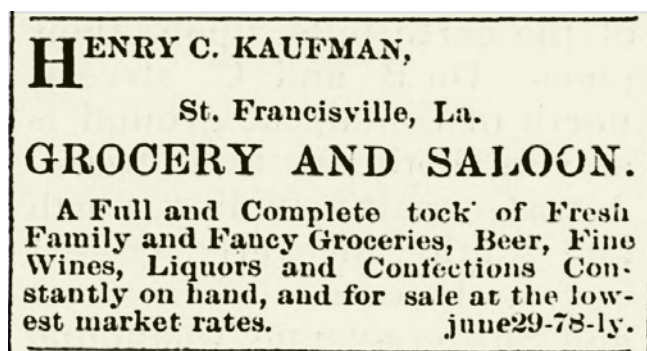 HENRY C. KAUFMAN,
St. Francisville, La.
GROCERY AND SALOON.
A Full and Complete tock of Fresh
Family and Fancy Groceries, Beer, Fine
Wines, Liquors and Confections Con-
stantly on hand, and for sale at the low-
est market rates. june29-78-ly.